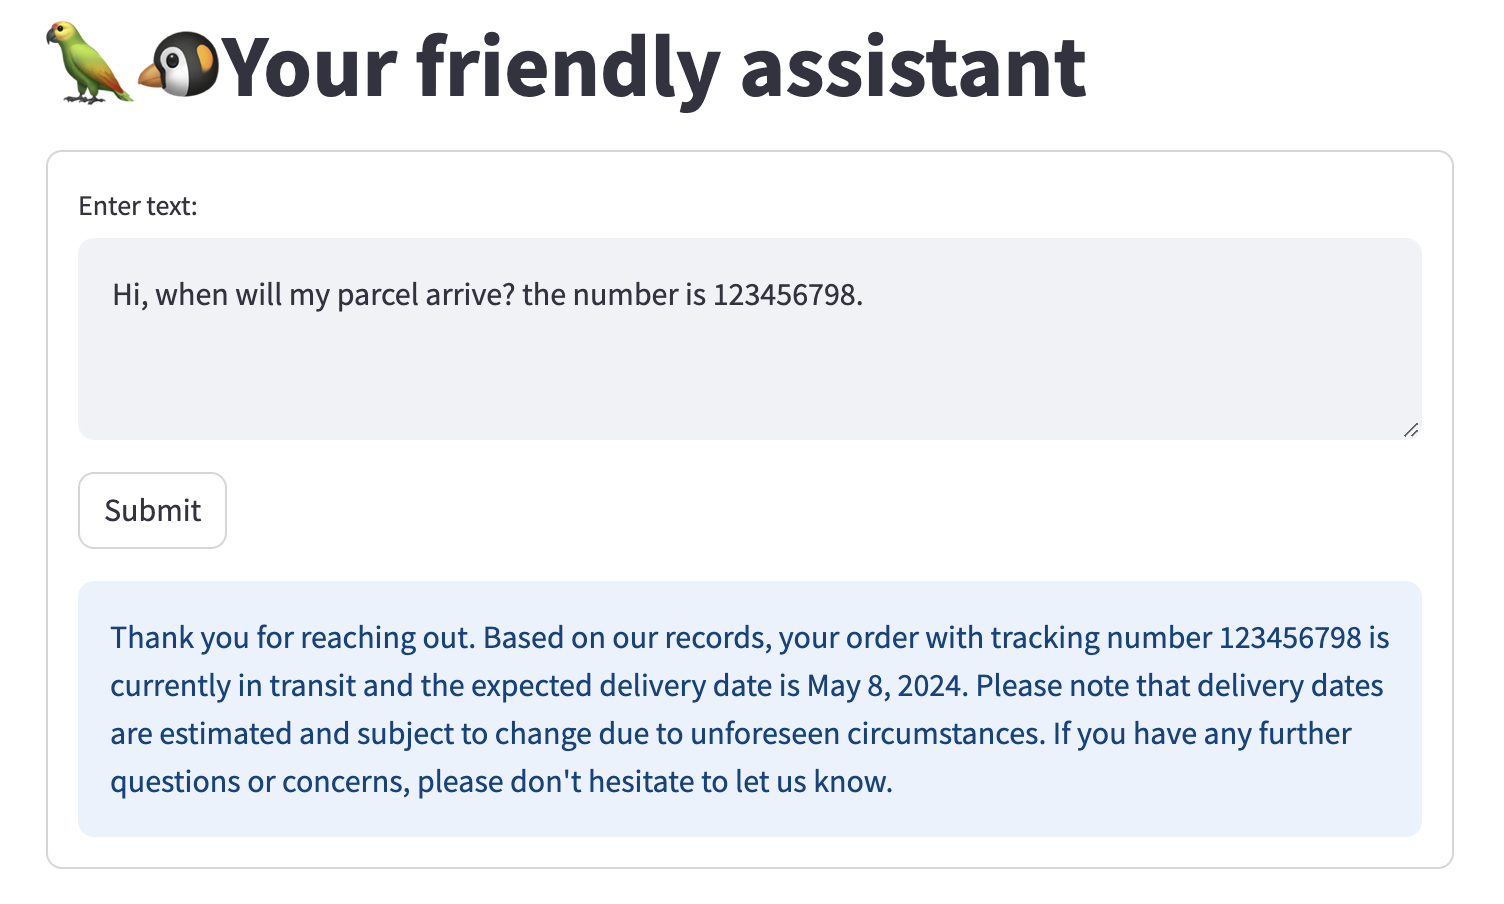 🦜🐧Your friendly assistant
Enter text:
Hi, when will my parcel arrive? the number is 123456798.
Submit
Thank you for reaching out. Based on our records, your order with tracking number 123456798 is
currently in transit and the expected delivery date is May 8, 2024. Please note that delivery dates
are estimated and subject to change due to unforeseen circumstances. If you have any further
questions or concerns, please don't hesitate to let us know.